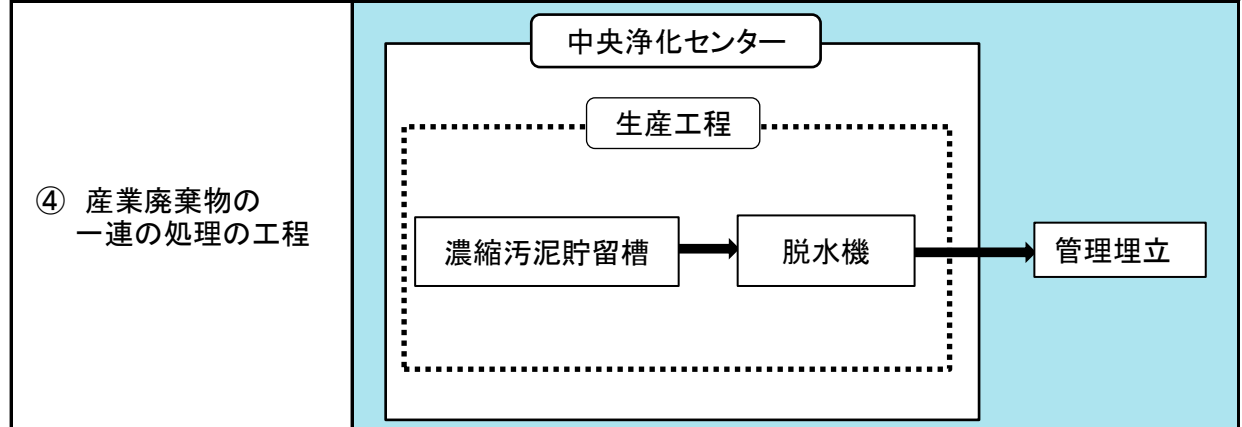 ④ 産業廃棄物の
一連の処理の工程
中央浄化センター
生産工程
濃縮汚泥貯留槽
脱水機
管理埋立